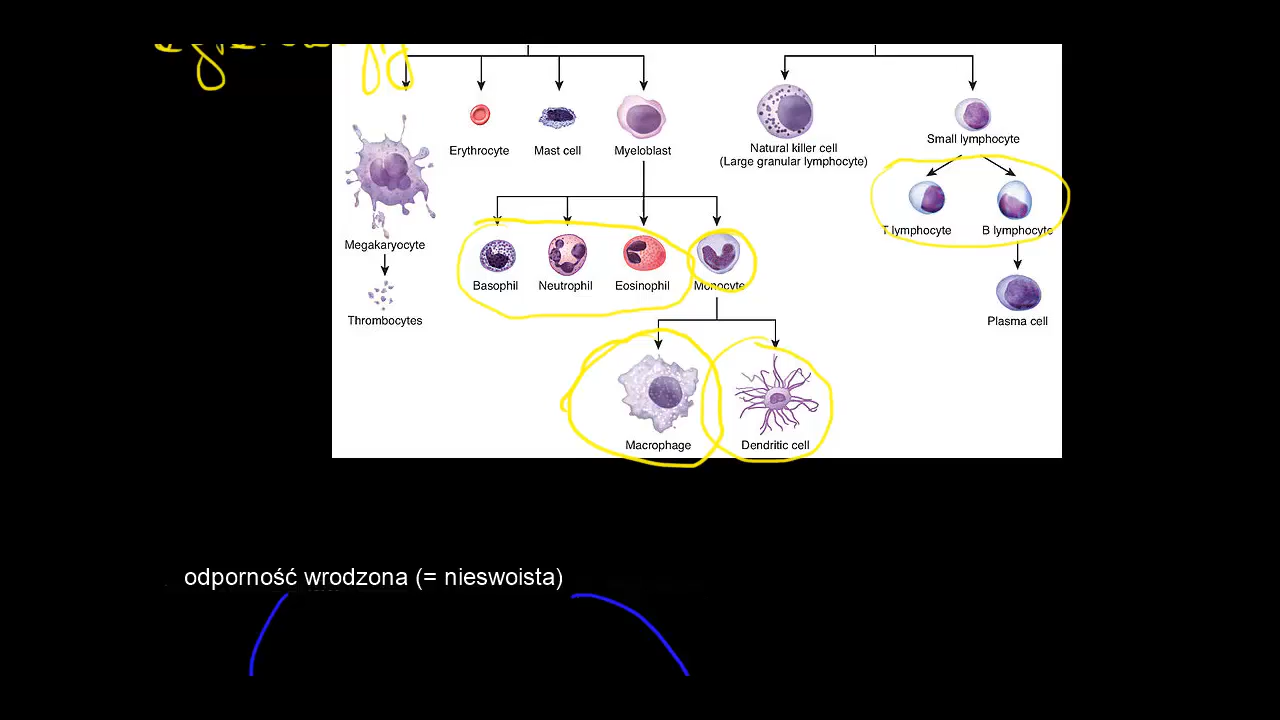 Erythrocyte
Mast cell
Myeloblast
Natural killer cell
(Large granular lymphocyte)
Small lymphocyte
Megakaryocyte
T lymphocyte
B lymphocyte
Basophil
Neutrophil
Eosinophil
Monocyte
Thrombocytes
Plasma cell
Macrophage
Dendritic cell
odporność wrodzona (= nieswoista)